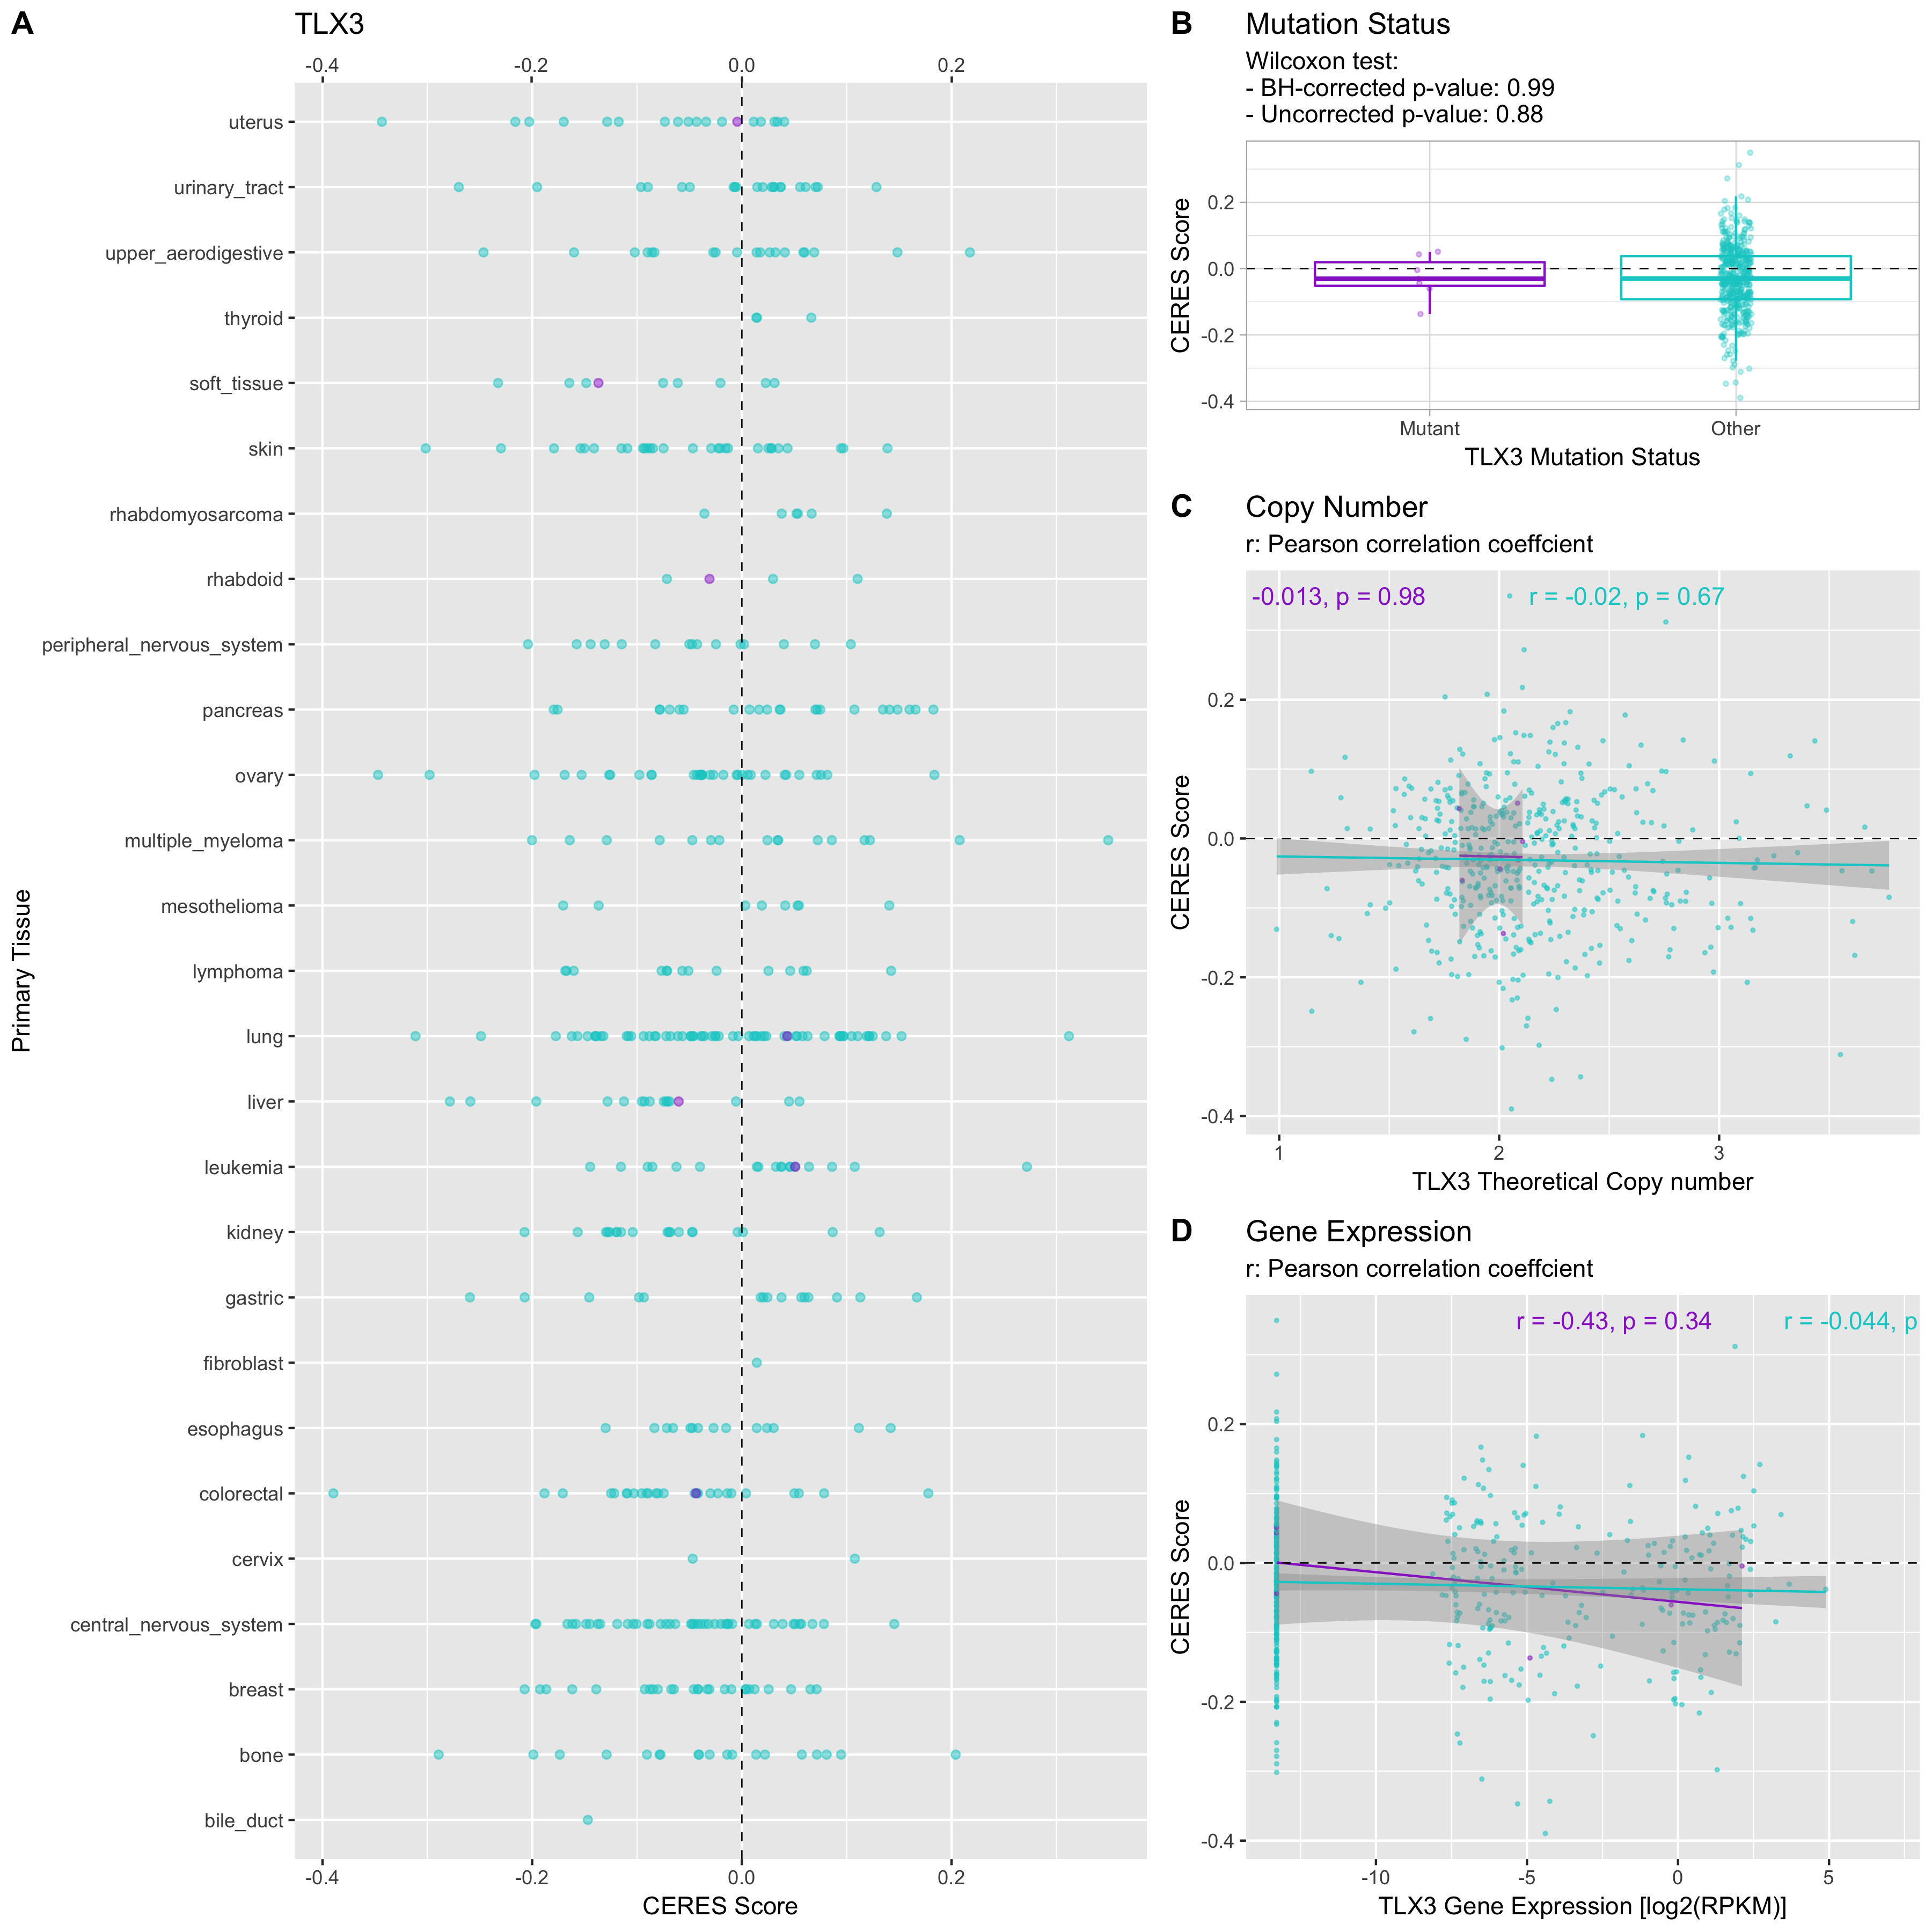 A
TLX3
-0.4 -0.2 0.0 0.2
uterus
urinary_tract
upper_aerodigestive
thyroid
soft_tissue
skin
rhabdomyosarcoma
rhabdoid
peripheral_nervous_system
pancreas
ovary
multiple_myeloma
mesothelioma
lymphoma
lung
liver
leukemia
kidney
gastric
fibroblast
esophagus
colorectal
cervix
central_nervous_system
breast
bone
bile_duct
Primary Tissue
-0.4 -0.2 0.0 0.2
CERES Score
B Mutation Status
Wilcoxon test:
- BH-corrected p-value: 0.99
- Uncorrected p-value: 0.88
CERES Score
0.2
0.0
-0.2
-0.4
Mutant Other
TLX3 Mutation Status
C Copy Number
r: Pearson correlation coeffcient
-0.013, p = 0.98 r = -0.02, p = 0.67
CERES Score
0.2
0.0
-0.2
-0.4
1 2 3
TLX3 Theoretical Copy number
D Gene Expression
r: Pearson correlation coeffcient
r = -0.43, p = 0.34 r = -0.044, p
CERES Score
0.2
0.0
-0.2
-0.4
-10 -5 0 5
TLX3 Gene Expression [log2(RPKM)]